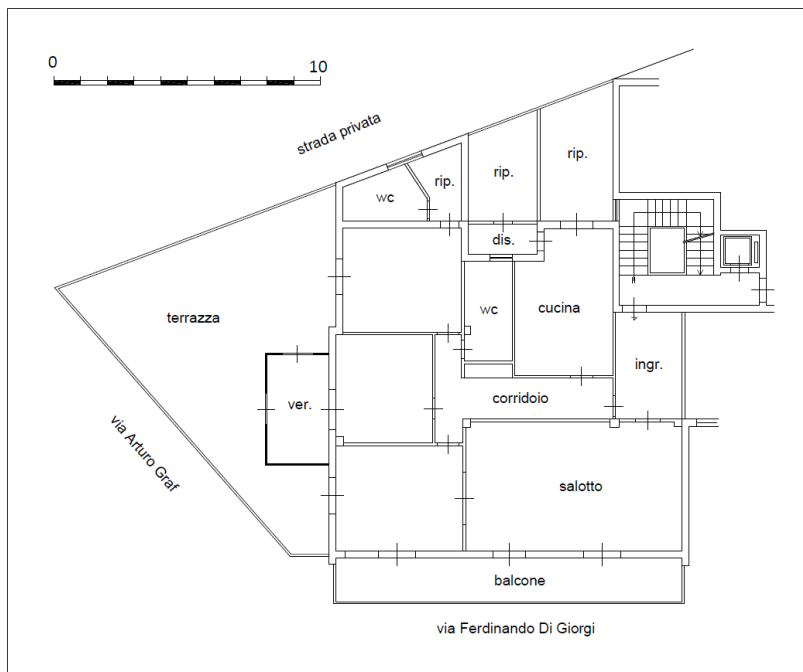 0 10
strada privata
rip.
rip.
rip.
wc
dis.
wc
cucina
terrazza
ver.
ingr.
corridoio
via Arturo Graf
salotto
balcone
via Ferdinando Di Giorgi